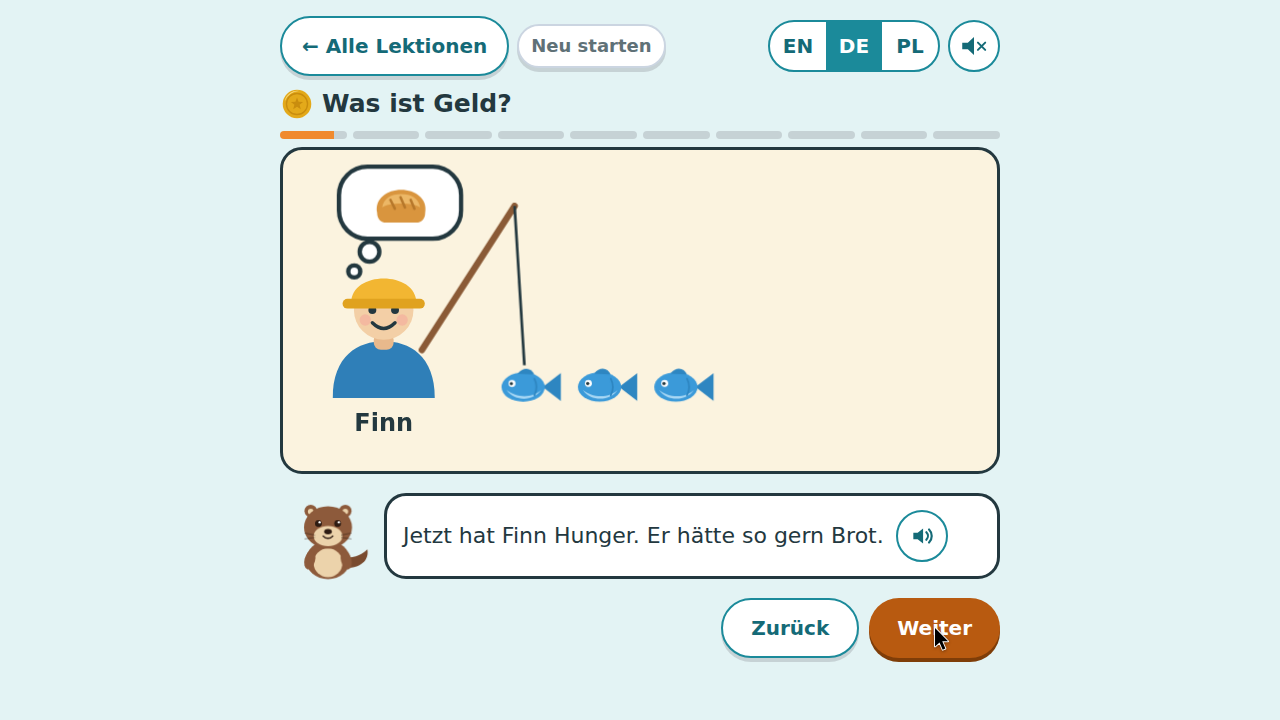 ← Alle Lektionen
Neu starten
EN DE PL
Was ist Geld?
Finn
Jetzt hat Finn Hunger. Er hätte so gern Brot.
Zurück
Weiter